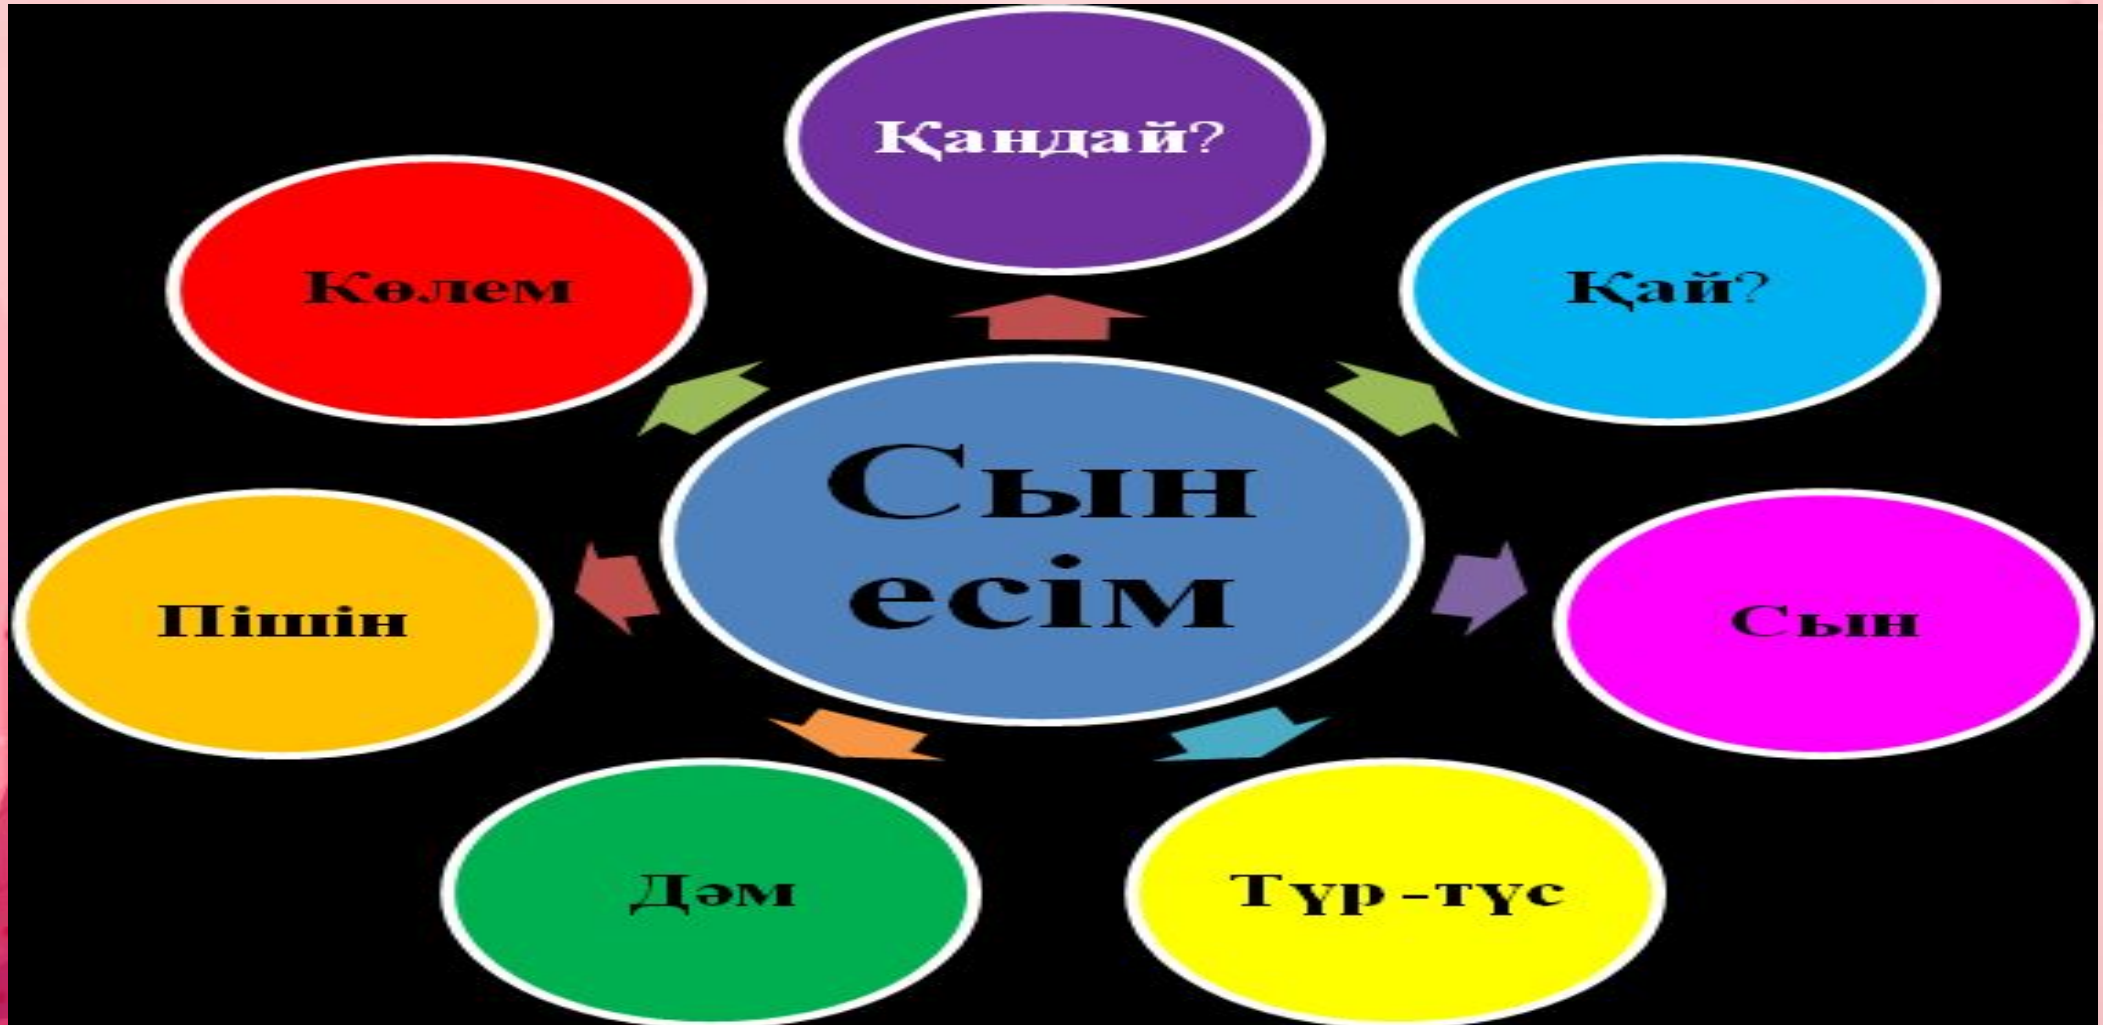 Қандай?
Көлем
Қай?
Сын
есім
Пішін
Сын
Дәм
Түр-түс